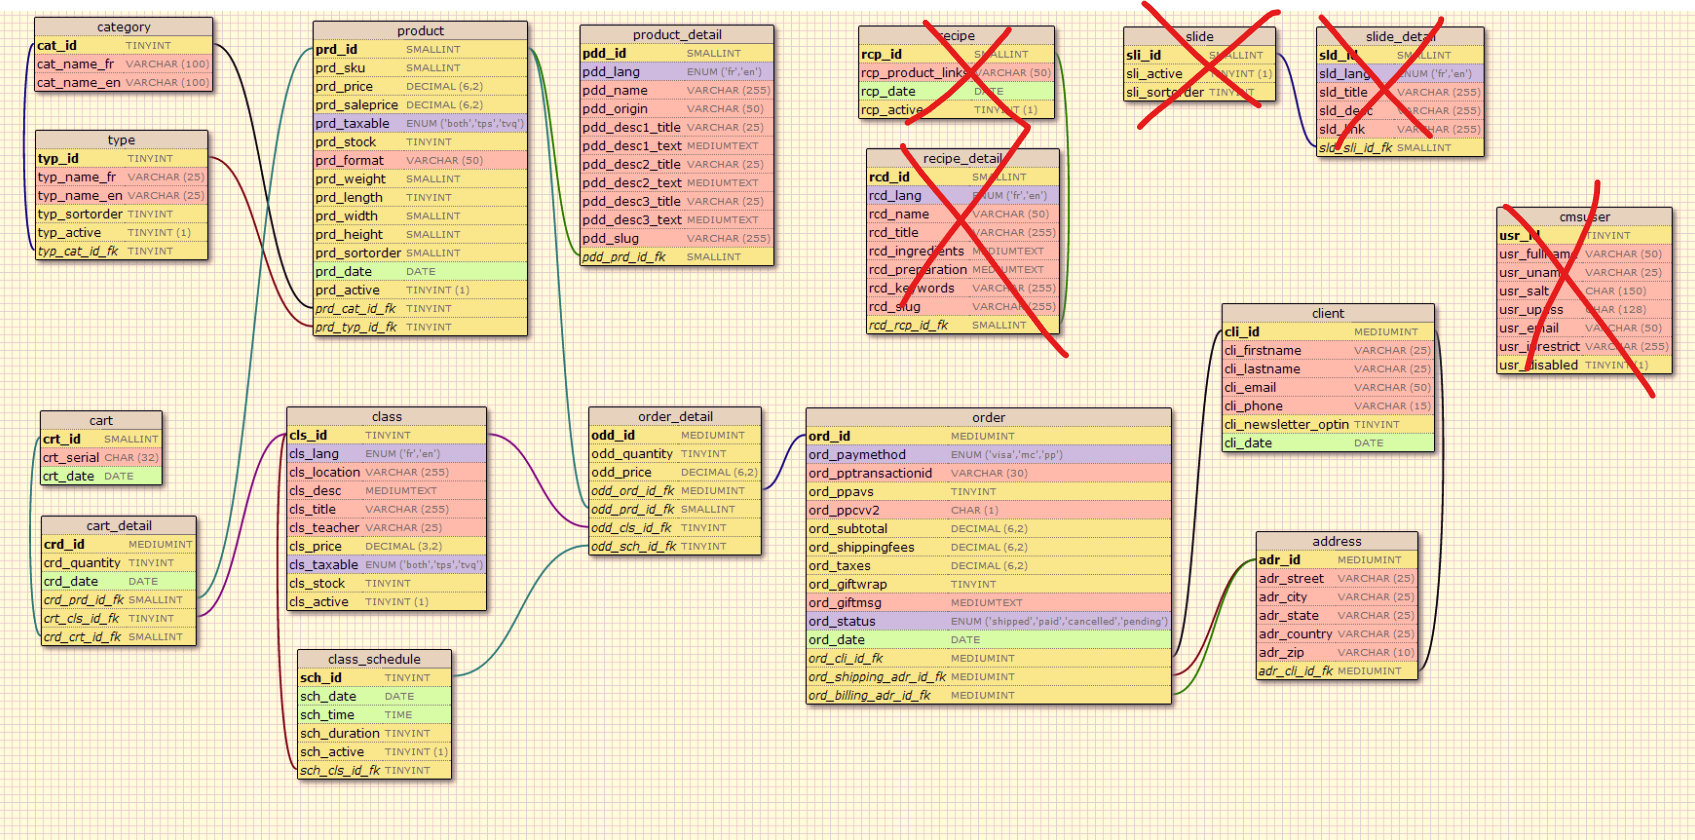 category
cat_id TINYINT
cat_name_fr VARCHAR (100)
cat_name_en VARCHAR (100)
type
typ_id TINYINT
typ_name_fr VARCHAR (25)
typ_name_en VARCHAR (25)
typ_sortorder TINYINT
typ_active TINYINT (1)
typ_cat_id_fk TINYINT
product
prd_id SMALLINT
prd_sku SMALLINT
prd_price DECIMAL (6,2)
prd_saleprice DECIMAL (6,2)
prd_taxable ENUM ('both','tps','tvq')
prd_stock TINYINT
prd_format VARCHAR (50)
prd_weight SMALLINT
prd_length TINYINT
prd_width SMALLINT
prd_height SMALLINT
prd_sortorder SMALLINT
prd_date DATE
prd_active TINYINT (1)
prd_cat_id_fk TINYINT
prd_typ_id_fk TINYINT
product_detail
pdd_id SMALLINT
pdd_lang ENUM ('fr','en')
pdd_name VARCHAR (255)
pdd_origin VARCHAR (50)
pdd_desc1_title VARCHAR (25)
pdd_desc1_text MEDIUMTEXT
pdd_desc2_title VARCHAR (25)
pdd_desc2_text MEDIUMTEXT
pdd_desc3_title VARCHAR (25)
pdd_desc3_text MEDIUMTEXT
pdd_slug VARCHAR (255)
pdd_prd_id_fk SMALLINT
recipe
rcp_id SMALLINT
rcp_product_links VARCHAR (50)
rcp_date DATE
rcp_active TINYINT (1)
recipe_detail
rcd_id SMALLINT
rcd_lang ENUM ('fr','en')
rcd_name VARCHAR (50)
rcd_title VARCHAR (255)
rcd_ingredients MEDIUMTEXT
rcd_preparation MEDIUMTEXT
rcd_keywords VARCHAR (255)
rcd_slug VARCHAR (255)
rcd_rcp_id_fk SMALLINT
slide
sli_id SMALLINT
sli_active TINYINT (1)
sli_sortorder TINYINT
slide_detail
sld_id SMALLINT
sld_lang ENUM ('fr','en')
sld_title VARCHAR (255)
sld_desc VARCHAR (255)
sld_link VARCHAR (255)
sld_sli_id_fk SMALLINT
cmsuser
usr_id TINYINT
usr_fullname VARCHAR (50)
usr_uname VARCHAR (25)
usr_salt CHAR (150)
usr_upass CHAR (128)
usr_email VARCHAR (50)
usr_iprestrict VARCHAR (255)
usr_disabled TINYINT (1)
client
cli_id MEDIUMINT
cli_firstname VARCHAR (25)
cli_lastname VARCHAR (25)
cli_email VARCHAR (50)
cli_phone VARCHAR (15)
cli_newsletter_optin TINYINT
cli_date DATE
cart
crt_id SMALLINT
crt_serial CHAR (32)
crt_date DATE
cart_detail
crd_id MEDIUMINT
crd_quantity TINYINT
crd_date DATE
crd_prd_id_fk SMALLINT
crt_cls_id_fk TINYINT
crd_crt_id_fk SMALLINT
class
cls_id TINYINT
cls_lang ENUM ('fr','en')
cls_location VARCHAR (255)
cls_desc MEDIUMTEXT
cls_title VARCHAR (255)
cls_teacher VARCHAR (25)
cls_price DECIMAL (3,2)
cls_taxable ENUM ('both','tps','tvq')
cls_stock TINYINT
cls_active TINYINT (1)
class_schedule
sch_id TINYINT
sch_date DATE
sch_time TIME
sch_duration TINYINT
sch_active TINYINT (1)
sch_cls_id_fk TINYINT
order_detail
odd_id MEDIUMINT
odd_quantity TINYINT
odd_price DECIMAL (6,2)
odd_ord_id_fk MEDIUMINT
odd_prd_id_fk SMALLINT
odd_cls_id_fk TINYINT
odd_sch_id_fk TINYINT
order
ord_id MEDIUMINT
ord_paymethod ENUM ('visa','mc','pp')
ord_pptransactionid VARCHAR (30)
ord_ppavs TINYINT
ord_ppcvv2 CHAR (1)
ord_subtotal DECIMAL (6,2)
ord_shippingfees DECIMAL (6,2)
ord_taxes DECIMAL (6,2)
ord_giftwrap TINYINT
ord_giftmsg MEDIUMTEXT
ord_status ENUM ('shipped','paid','cancelled','pending')
ord_date DATE
ord_cli_id_fk MEDIUMINT
ord_shipping_adr_id_fk MEDIUMINT
ord_billing_adr_id_fk MEDIUMINT
address
adr_id MEDIUMINT
adr_street VARCHAR (25)
adr_city VARCHAR (25)
adr_state VARCHAR (25)
adr_country VARCHAR (25)
adr_zip VARCHAR (10)
adr_cli_id_fk MEDIUMINT